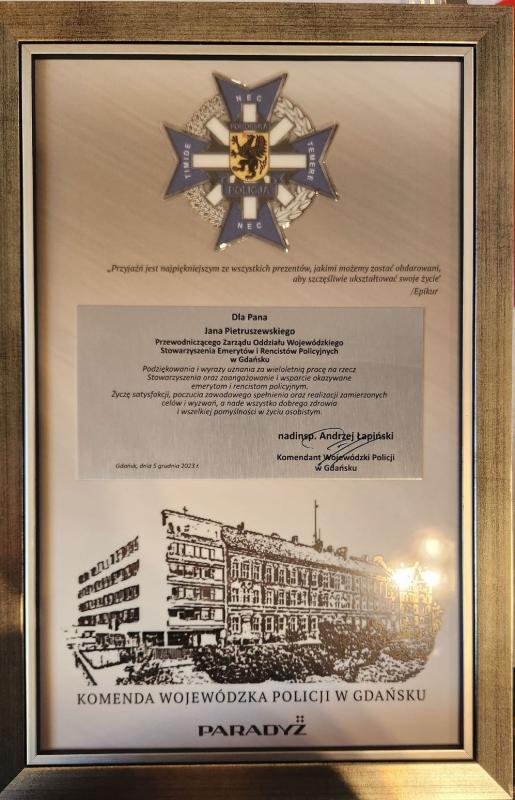 NEC
POMORSKA
TIMIDE
TEMERE
POLICJA
NEC
„Przyjaźń jest najpiękniejszym ze wszystkich prezentów, jakimi możemy zostać obdarowani,
aby szczęśliwie ukształtować swoje życie"
/Epikur
Dla Pana
Jana Pietruszewskiego
Przewodniczącego Zarządu Oddziału Wojewódzkiego
Stowarzyszenia Emerytów i Rencistów Policyjnych
w Gdańsku
Podziękowania i wyrazy uznania za wieloletnią pracę na rzecz
Stowarzyszenia oraz zaangażowanie i wsparcie okazywane
emerytom i rencistom policyjnym.
Życzę satysfakcji, poczucia zawodowego spełnienia oraz realizacji zamierzonych
celów i wyzwań, a nade wszystko dobrego zdrowia
i wszelkiej pomyślności w życiu osobistym.
nadinsp. Andrzej Łapiński
Komendant Wojewódzki Policji
w Gdańsku
Gdańsk, dnia 5 grudnia 2023 r.
KOMENDA WOJEWÓDZKA POLICJI W GDAŃSKU
PARADYŻ